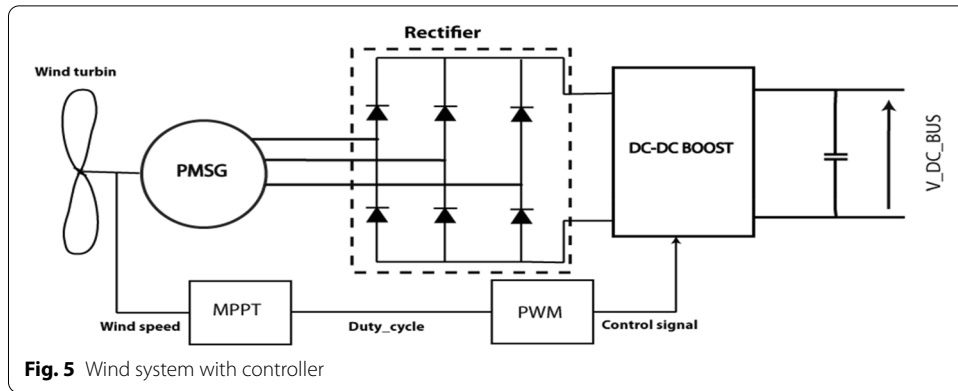 Rectifier
Wind turbin
PMSG
DC-DC BOOST
V_DC_BUS
MPPT
PWM
Wind speed
Duty_cycle
Control signal
Fig. 5 Wind system with controller